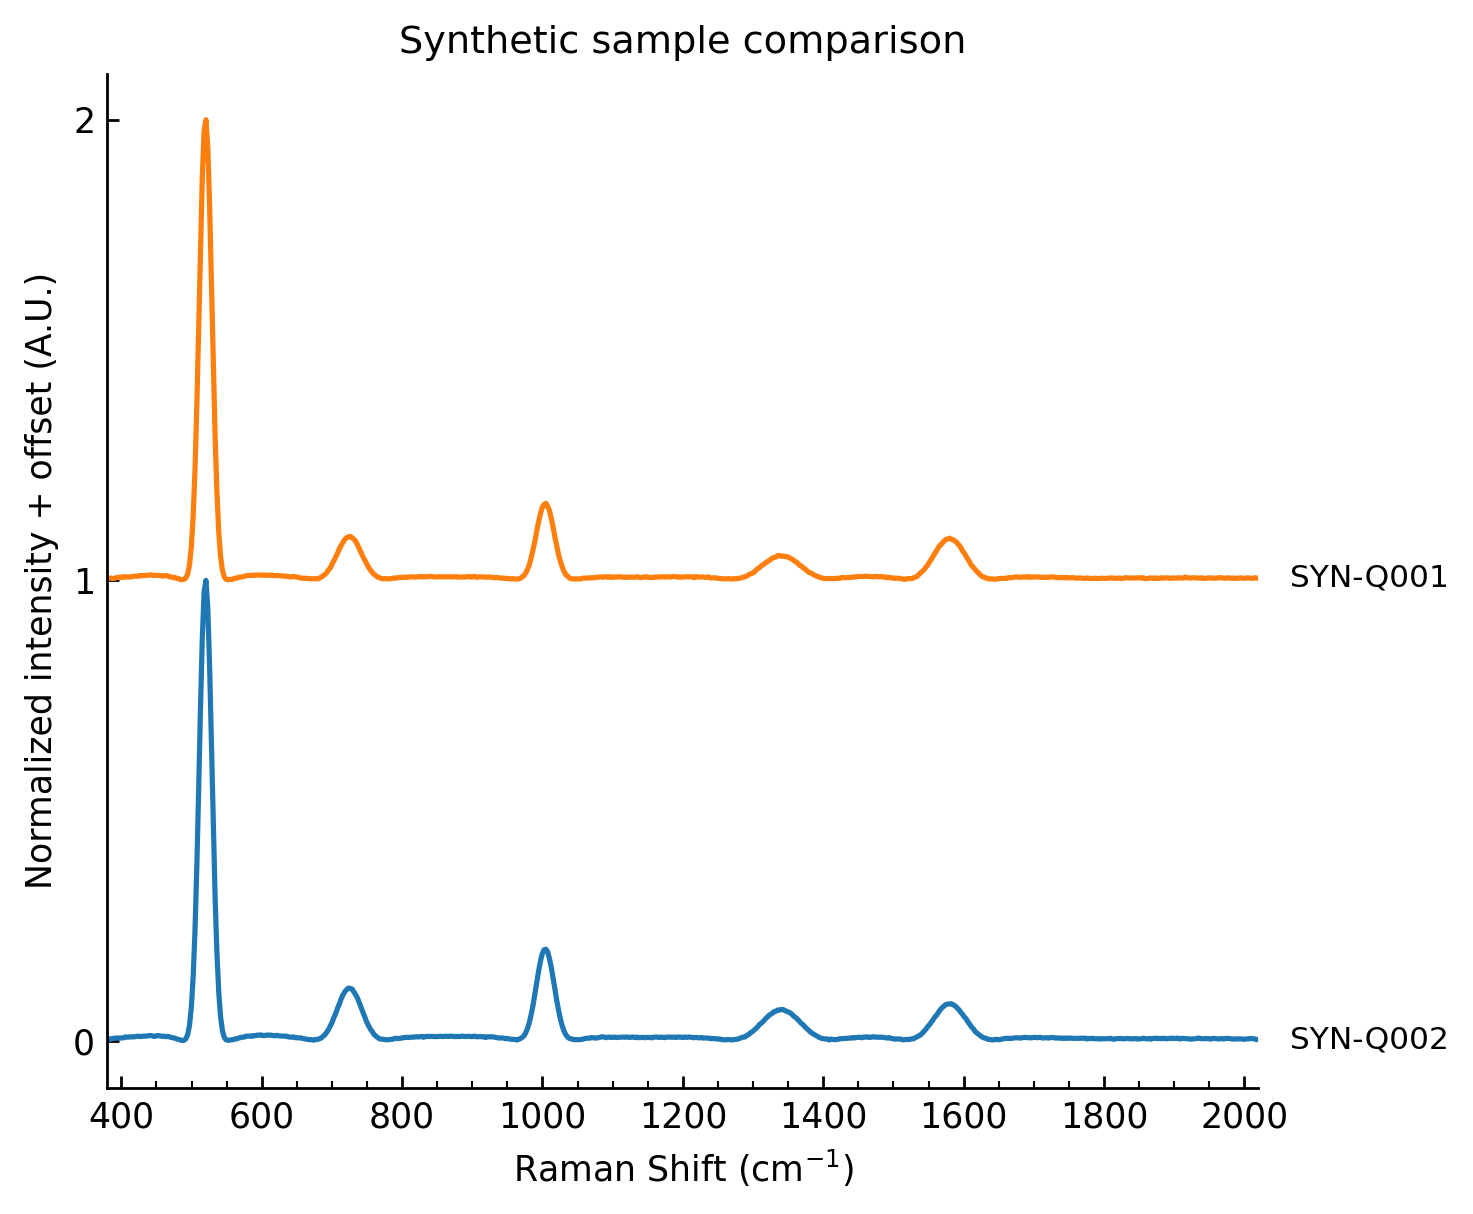 Synthetic sample comparison
Normalized intensity + offset (A.U.)
2
1
0
SYN-Q001
SYN-Q002
400 600 800 1000 1200 1400 1600 1800 2000
Raman Shift (cm⁻¹)